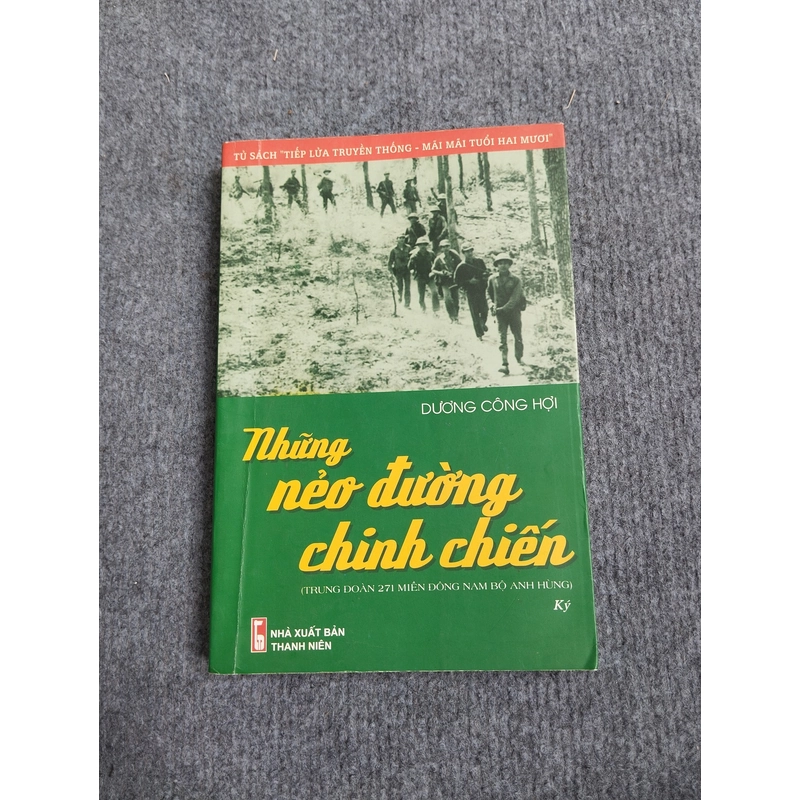 TỦ SÁCH "TIẾP LỬA TRUYỀN THỐNG - MÃI MÃI TUỔI HAI MƯƠI"
DƯƠNG CÔNG HỢI
Những
nẻo đường
chinh chiến
(TRUNG ĐOÀN 271 MIỀN ĐÔNG NAM BỘ ANH HÙNG)
Ký
NHÀ XUẤT BẢN
THANH NIÊN